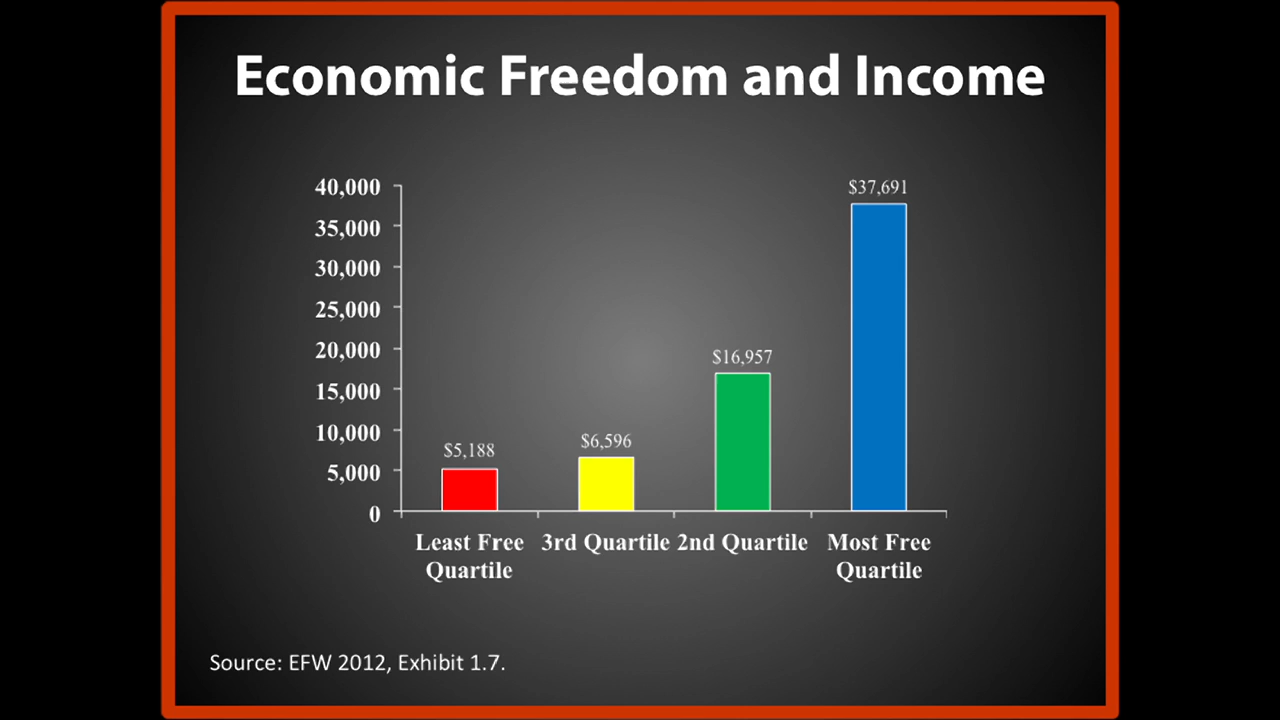 Economic Freedom and Income
40,000
35,000
30,000
25,000
20,000
15,000
10,000
5,000
0
$5,188
$6,596
$16,957
$37,691
Least Free
Quartile
3rd Quartile
2nd Quartile
Most Free
Quartile
Source: EFW 2012, Exhibit 1.7.